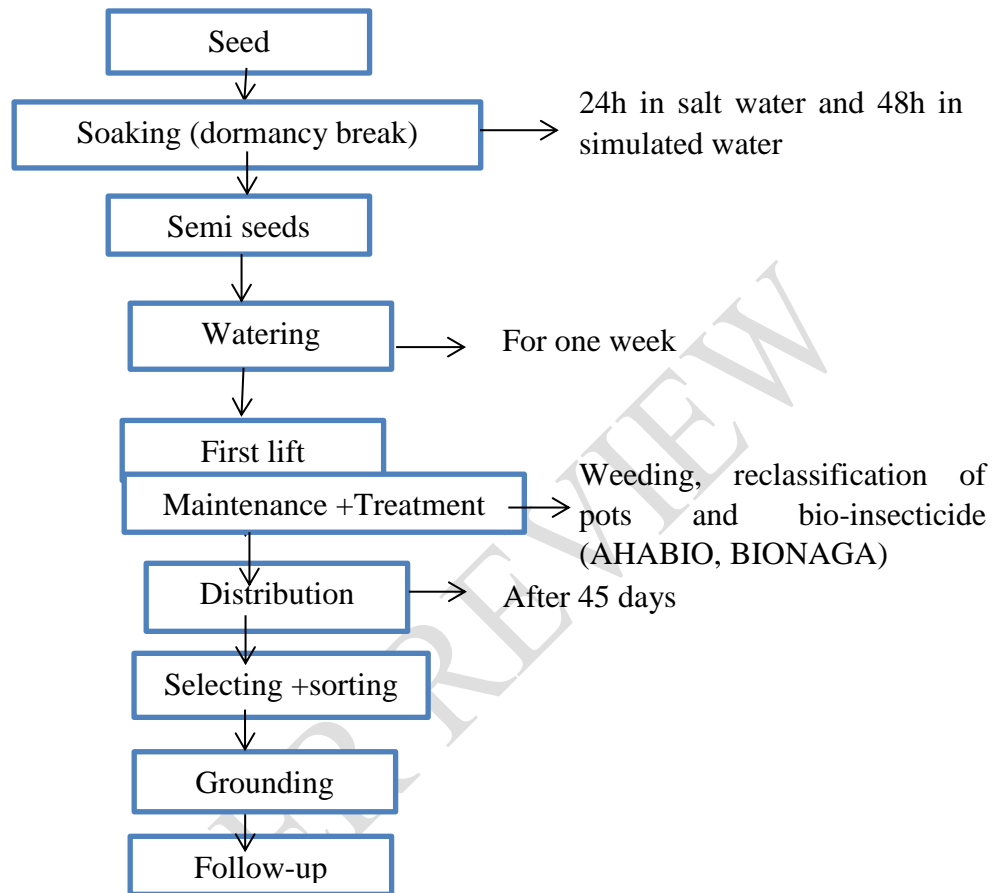 Seed
Soaking (dormancy break)
24h in salt water and 48h in
simulated water
Semi seeds
Watering
For one week
First lift
Maintenance +Treatment
Weeding, reclassification of
pots and bio-insecticide
(AHABIO, BIONAGA)
Distribution
After 45 days
Selecting +sorting
Grounding
Follow-up
ER REVIEW